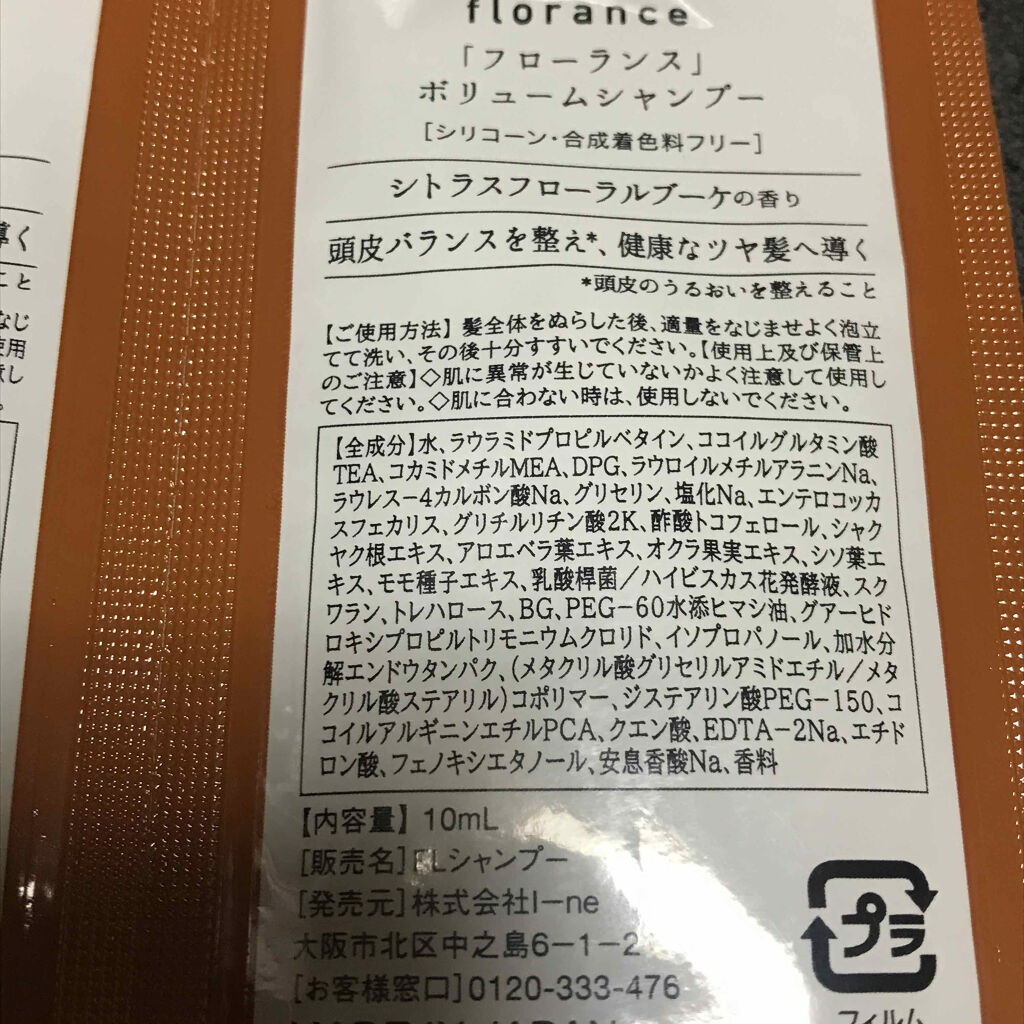 florance
「フローランス」
ボリュームシャンプー
[シリコーン・合成着色料フリー]
シトラスフローラルブーケの香り
頭皮バランスを整え*、健康なツヤ髪へ導く
*頭皮のうるおいを整えること
【ご使用方法】髪全体をぬらした後、適量をなじませよく泡立
てて洗い、その後十分すすいでください。【使用上及び保管上
のご注意】◇肌に異常が生じていないかよく注意して使用し
てください。◇肌に合わない時は、使用しないでください。
【全成分】水、ラウラミドプロピルベタイン、ココイルグルタミン酸
TEA、コカミドメチルMEA、DPG、ラウロイルメチルアラニンNa、
ラウレス－4カルボン酸Na、グリセリン、塩化Na、エンテロコッカ
スフェカリス、グリチルリチン酸2K、酢酸トコフェロール、シャク
ヤク根エキス、アロエベラ葉エキス、オクラ果実エキス、シソ葉エ
キス、モモ種子エキス、乳酸桿菌／ハイビスカス花発酵液、スク
ワラン、トレハロース、BG、PEG－60水添ヒマシ油、グアーヒド
ロキシプロピルトリモニウムクロリド、イソプロパノール、加水分
解エンドウタンパク、(メタクリル酸グリセリルアミドエチル／メタ
クリル酸ステアリル)コポリマー、ジステアリン酸PEG－150、コ
コイルアルギニンエチルPCA、クエン酸、EDTA－2Na、エチド
ロン酸、フェノキシエタノール、安息香酸Na、香料
【内容量】10mL
[販売名]FLシャンプー
[発売元]株式会社I-ne
大阪市北区中之島6－1－2
[お客様窓口]0120-333-476
プラ
フィルム
導く
こと
なじ
使用